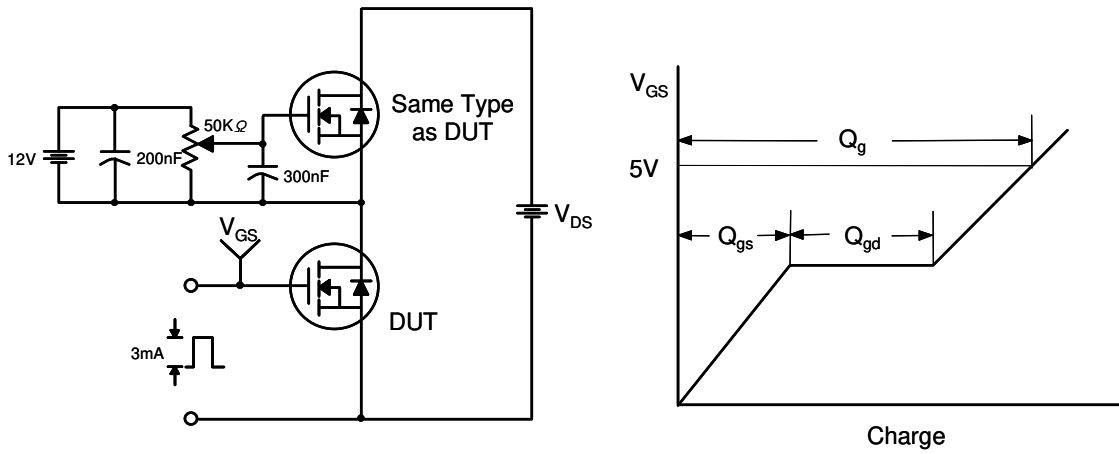 12V
200nF
50KΩ
300nF
Same Type
as DUT
V_GS
DUT
3mA
V_DS
V_GS
5V
Q_g
Q_gs
Q_gd
Charge